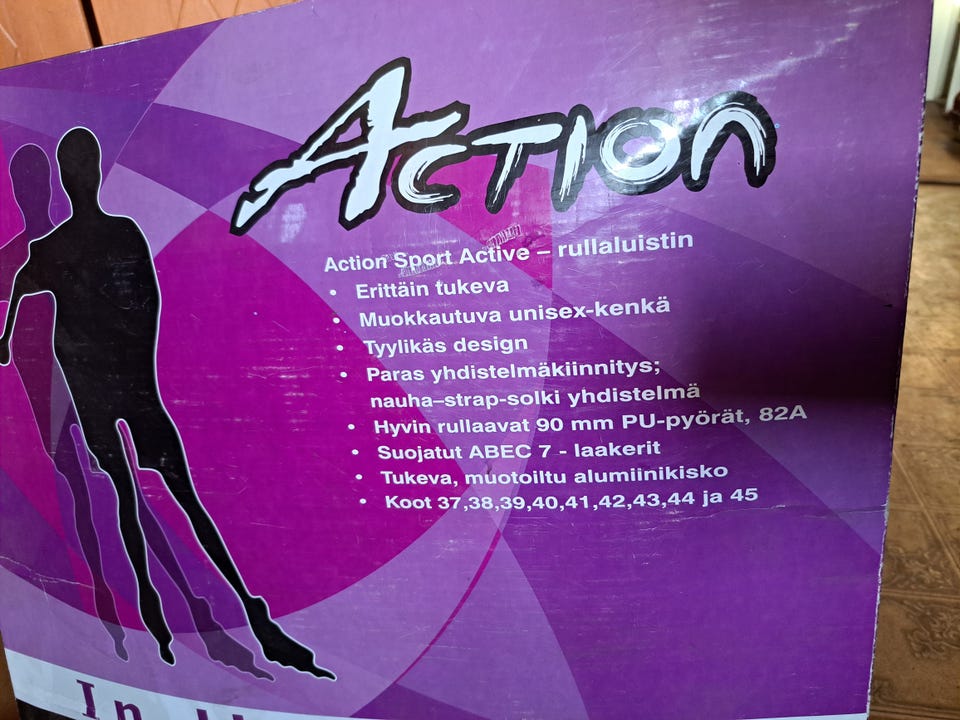 ACTION
Action Sport Active – rullaluistin
• Erittäin tukeva
• Muokkautuva unisex-kenkä
• Tyylikäs design
• Paras yhdistelmäkiinnitys;
nauha–strap-solki yhdistelmä
• Hyvin rullaavat 90 mm PU-pyörät, 82A
• Suojatut ABEC 7 - laakerit
• Tukeva, muotoiltu alumiinikisko
• Koot 37,38,39,40,41,42,43,44 ja 45
In